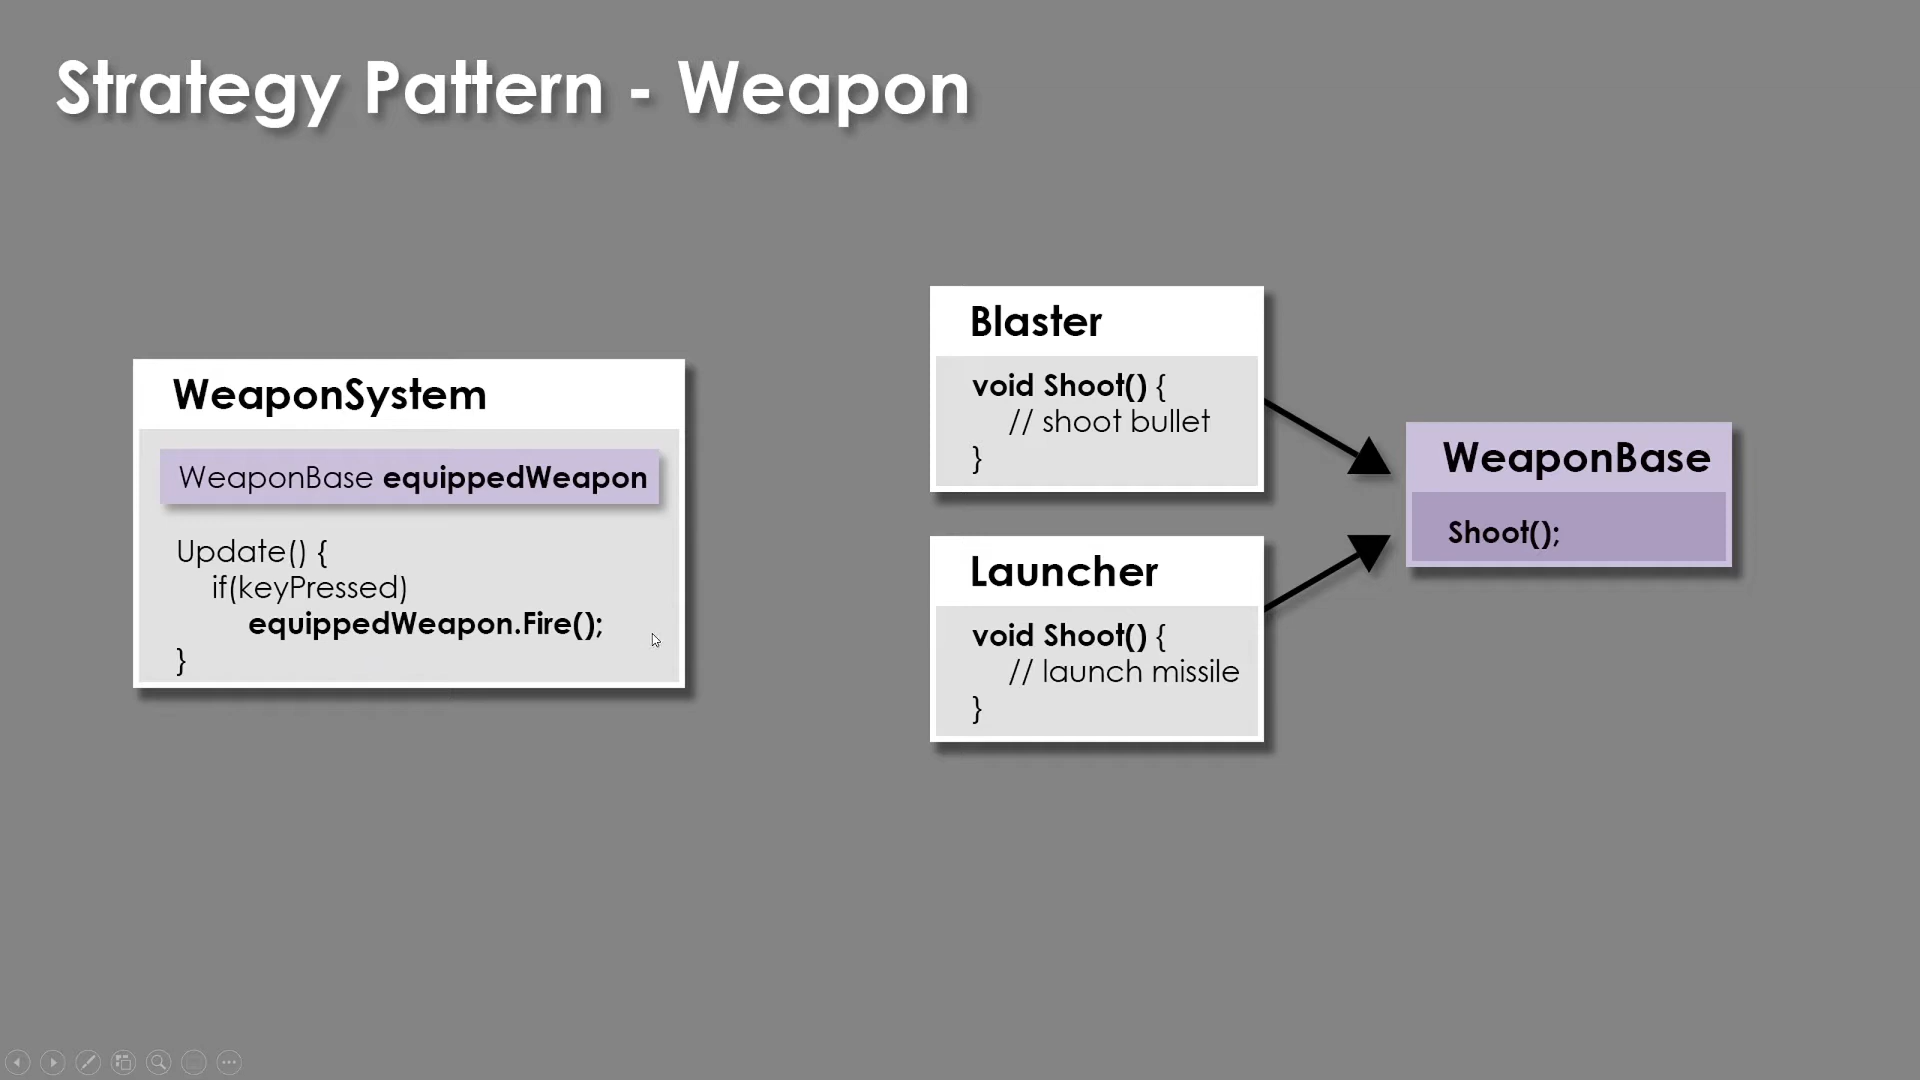 Strategy Pattern - Weapon
WeaponSystem
WeaponBase equippedWeapon
Update() {
if(keyPressed)
equippedWeapon.Fire();
}
Blaster
void Shoot() {
// shoot bullet
}
Launcher
void Shoot() {
// launch missile
}
WeaponBase
Shoot();